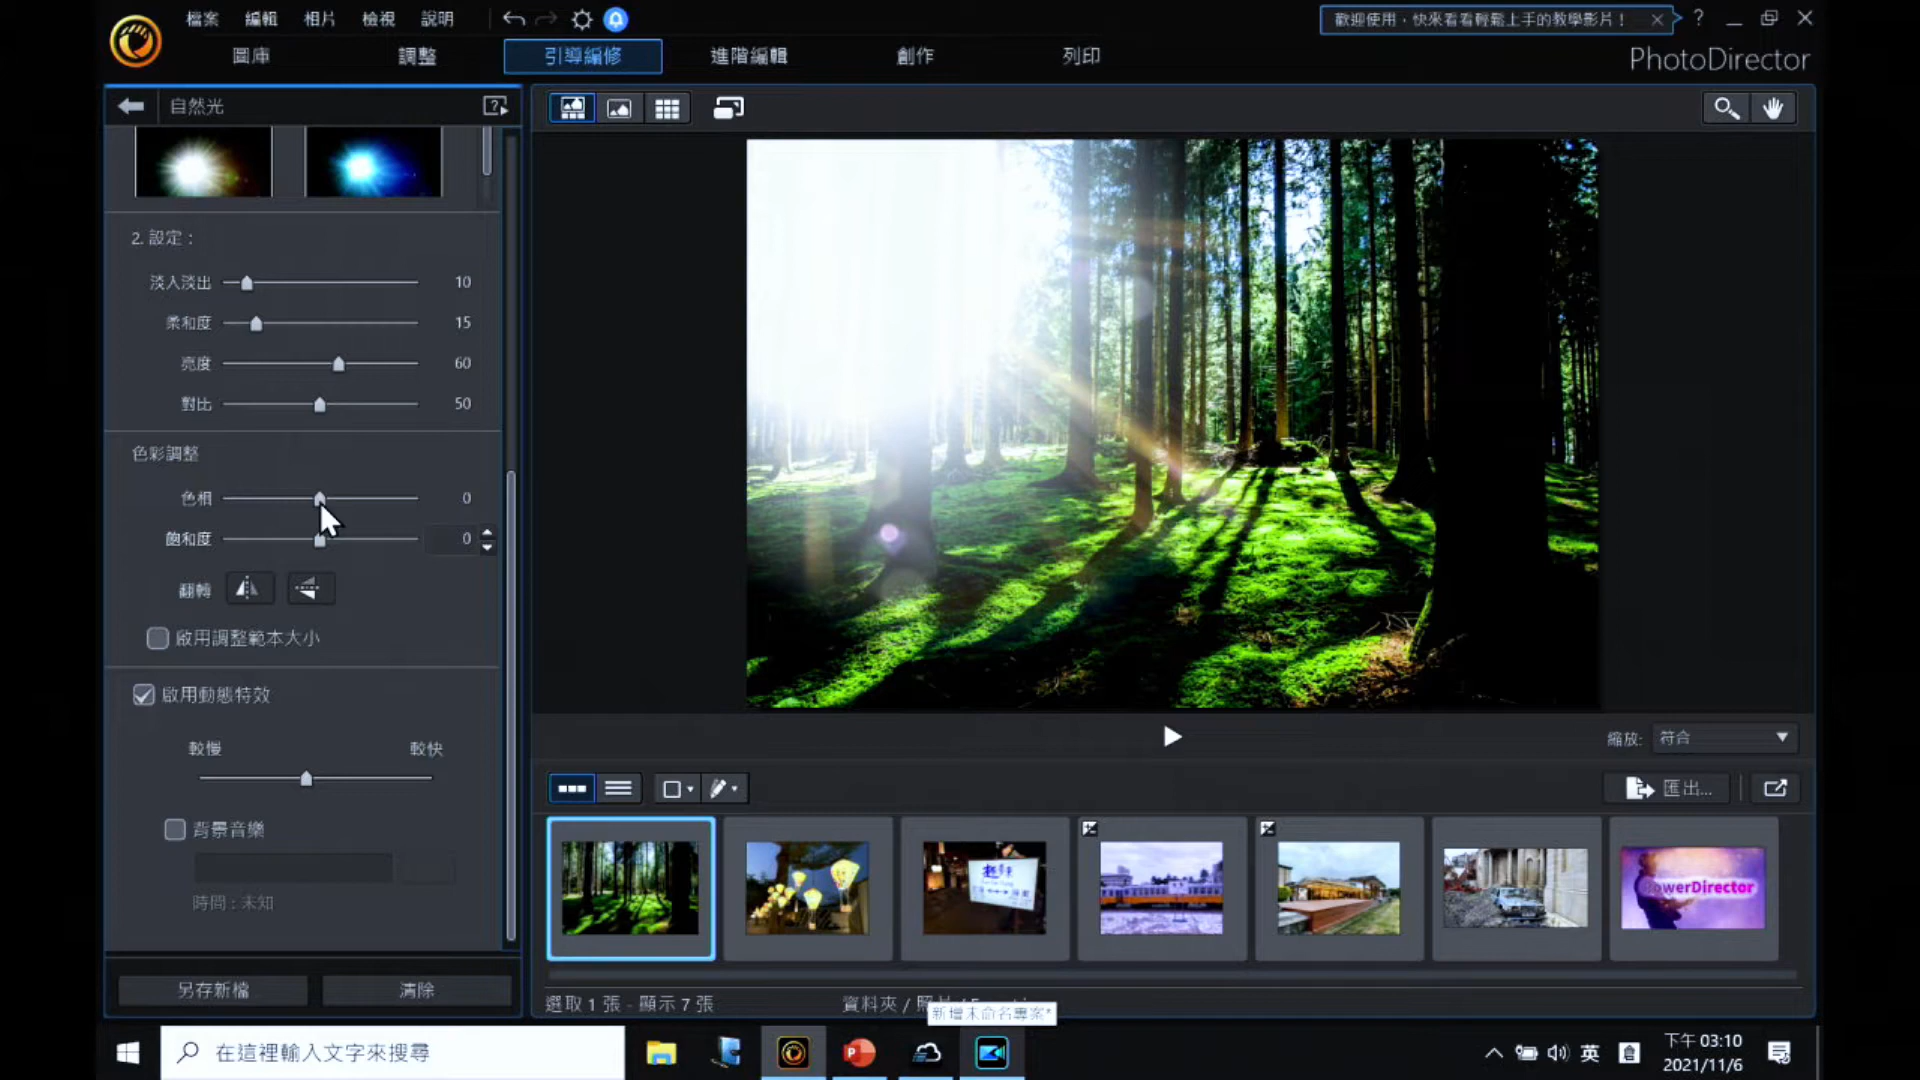 檔案 編輯 相片 檢視 說明
歡迎使用，快來看看輕鬆上手的教學影片！
?
圖庫 調整 引導編修 進階編輯 創作 列印
PhotoDirector
自然光
2. 設定：
淡入淡出 10
柔和度 15
亮度 60
對比 50
色彩調整
色相 0
飽和度 0
翻轉
啟用調整範本大小
啟用動態特效
較慢 較快
背景音樂
時間：未知
另存新檔 清除
縮放: 符合
匯出...
PowerDirector
選取 1 張 - 顯示 7 張
資料夾 / 照片 /
新增未命名專案*
在這裡輸入文字來搜尋
英
下午 03:10
2021/11/6